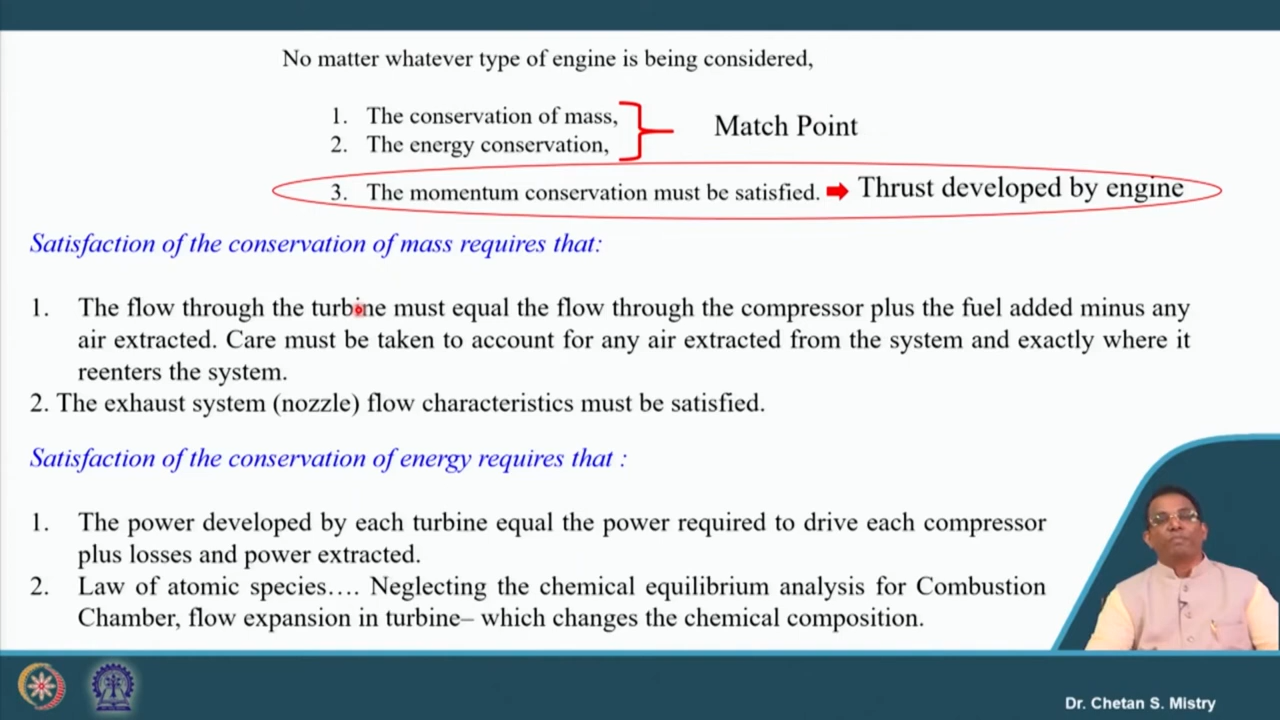 No matter whatever type of engine is being considered,
1. The conservation of mass,
2. The energy conservation,
Match Point
3. The momentum conservation must be satisfied. Thrust developed by engine
Satisfaction of the conservation of mass requires that:
1. The flow through the turbine must equal the flow through the compressor plus the fuel added minus any
air extracted. Care must be taken to account for any air extracted from the system and exactly where it
reenters the system.
2. The exhaust system (nozzle) flow characteristics must be satisfied.
Satisfaction of the conservation of energy requires that :
1. The power developed by each turbine equal the power required to drive each compressor
plus losses and power extracted.
2. Law of atomic species…. Neglecting the chemical equilibrium analysis for Combustion
Chamber, flow expansion in turbine– which changes the chemical composition.
Dr. Chetan S. Mistry